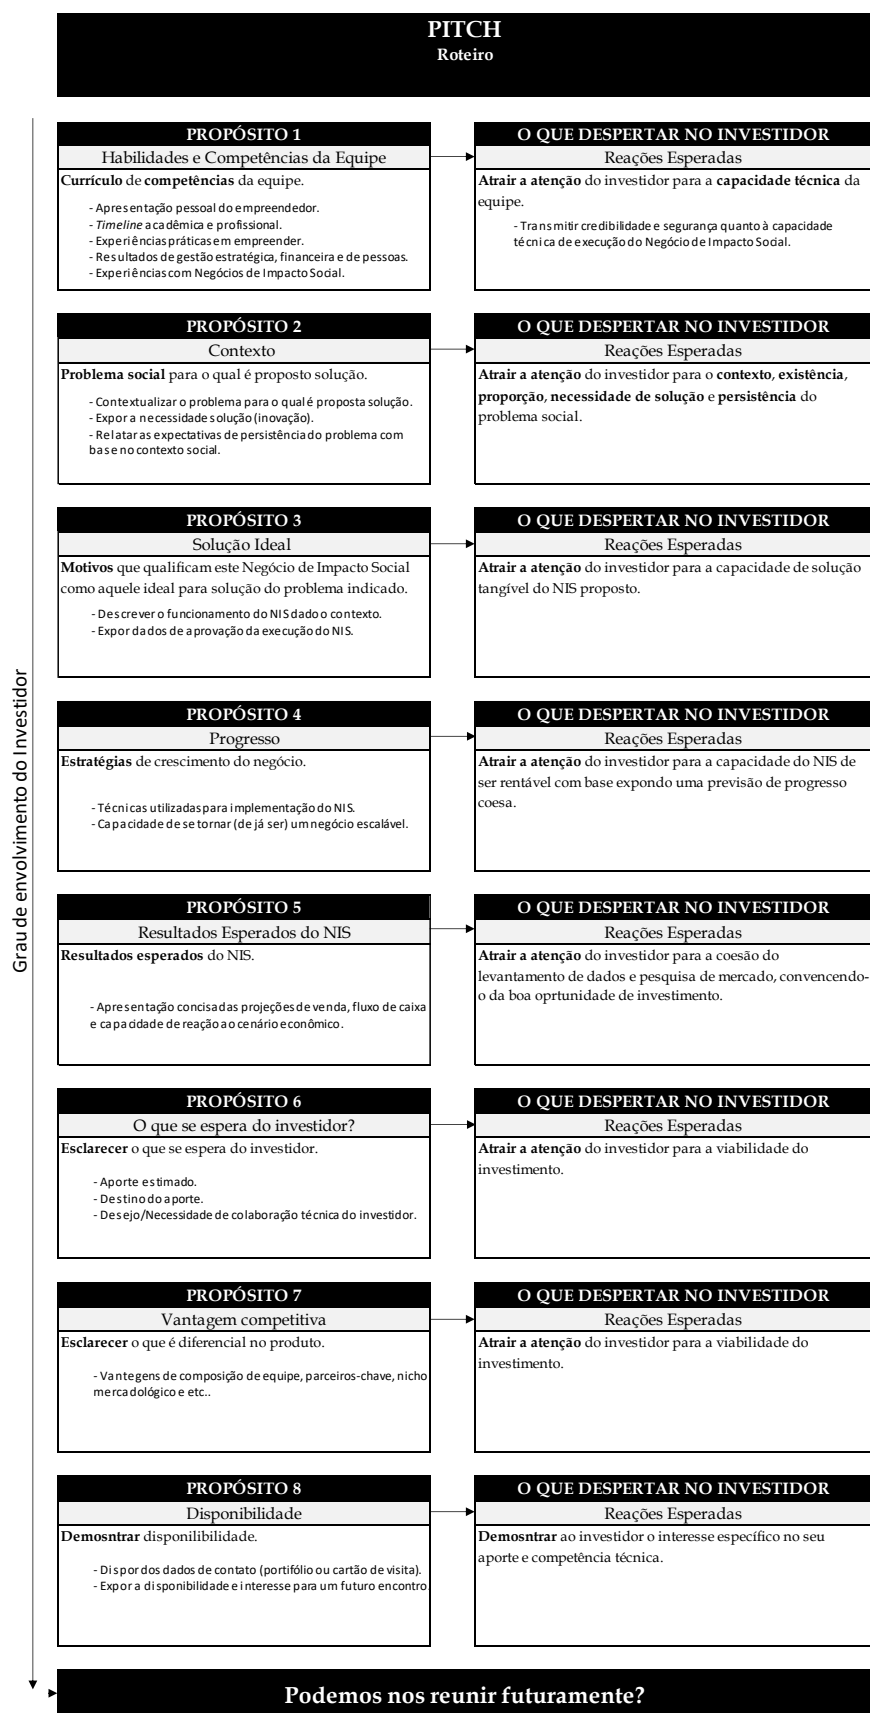 PITCH
Roteiro
Grau de envolvimento do Investidor
PROPÓSITO 1
Habilidades e Competências da Equipe
Currículo de competências da equipe.
- Apresentação pessoal do empreendedor.
- Timeline acadêmica e profissional.
- Experiências práticas em empreender.
- Resultados de gestão estratégica, financeira e de pessoas.
- Experiências com Negócios de Impacto Social.
O QUE DESPERTAR NO INVESTIDOR
Reações Esperadas
Atrair a atenção do investidor para a capacidade técnica da
equipe.
- Transmitir credibilidade e segurança quanto à capacidade
técnica de execução do Negócio de Impacto Social.
PROPÓSITO 2
Contexto
Problema social para o qual é proposto solução.
- Contextualizar o problema para o qual é proposta solução.
- Expor a necessidade solução (inovação).
- Relatar as expectativas de persistência do problema com
base no contexto social.
O QUE DESPERTAR NO INVESTIDOR
Reações Esperadas
Atrair a atenção do investidor para o contexto, existência,
proporção, necessidade de solução e persistência do
problema social.
PROPÓSITO 3
Solução Ideal
Motivos que qualificam este Negócio de Impacto Social
como aquele ideal para solução do problema indicado.
- Descrever o funcionamento do NIS dado o contexto.
- Expor dados de aprovação da execução do NIS.
O QUE DESPERTAR NO INVESTIDOR
Reações Esperadas
Atrair a atenção do investidor para a capacidade de solução
tangível do NIS proposto.
PROPÓSITO 4
Progresso
Estratégias de crescimento do negócio.
- Técnicas utilizadas para implementação do NIS.
- Capacidade de se tornar (de já ser) um negócio escalável.
O QUE DESPERTAR NO INVESTIDOR
Reações Esperadas
Atrair a atenção do investidor para a capacidade do NIS de
ser rentável com base expondo uma previsão de progresso
coesa.
PROPÓSITO 5
Resultados Esperados do NIS
Resultados esperados do NIS.
- Apresentação concisa das projeções de venda, fluxo de caixa
e capacidade de reação ao cenário econômico.
O QUE DESPERTAR NO INVESTIDOR
Reações Esperadas
Atrair a atenção do investidor para a coesão do
levantamento de dados e pesquisa de mercado, convencendo-
o da boa oprtunidade de investimento.
PROPÓSITO 6
O que se espera do investidor?
Esclarecer o que se espera do investidor.
- Aporte estimado.
- Destino do aporte.
- Desejo/Necessidade de colaboração técnica do investidor.
O QUE DESPERTAR NO INVESTIDOR
Reações Esperadas
Atrair a atenção do investidor para a viabilidade do
investimento.
PROPÓSITO 7
Vantagem competitiva
Esclarecer o que é diferencial no produto.
- Vantegens de composição de equipe, parceiros-chave, nicho
mercadológico e etc..
O QUE DESPERTAR NO INVESTIDOR
Reações Esperadas
Atrair a atenção do investidor para a viabilidade do
investimento.
PROPÓSITO 8
Disponibilidade
Demosntrar disponilibilidade.
- Dispor dos dados de contato (portifólio ou cartão de visita).
- Expor a disponibilidade e interesse para um futuro encontro.
O QUE DESPERTAR NO INVESTIDOR
Reações Esperadas
Demosntrar ao investidor o interesse específico no seu
aporte e competência técnica.
Podemos nos reunir futuramente?